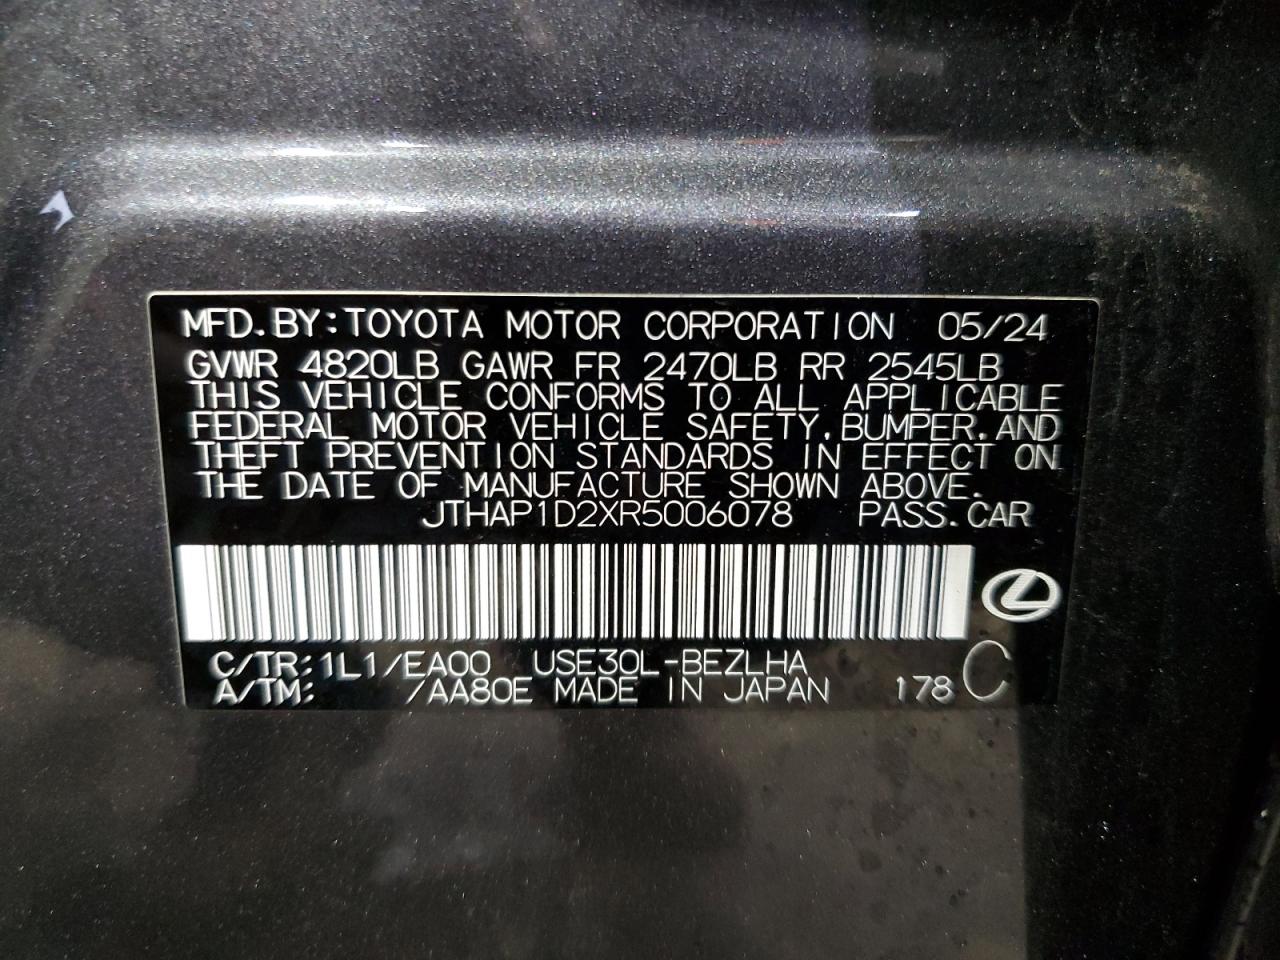 MFD.BY:TOYOTA MOTOR CORPORATION 05/24
GVWR 4820LB GAWR FR 2470LB RR 2545LB
THIS VEHICLE CONFORMS TO ALL APPLICABLE
FEDERAL MOTOR VEHICLE SAFETY,BUMPER,AND
THEFT PREVENTION STANDARDS IN EFFECT ON
THE DATE OF MANUFACTURE SHOWN ABOVE.
JTHAP1D2XR5006078 PASS.CAR
C/TR:1L1/EA00 USE30L-BEZLHA
A/TM: /AA80E MADE IN JAPAN 178 C